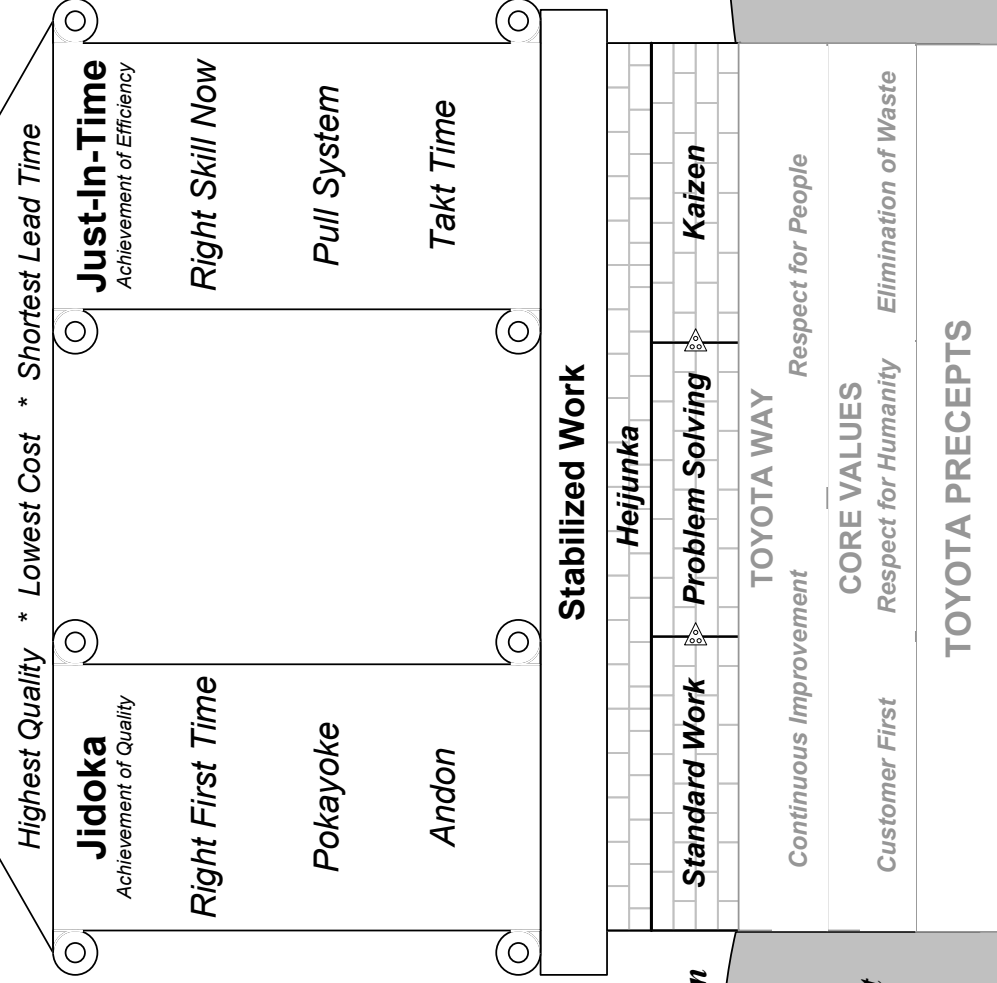 Highest Quality * Lowest Cost * Shortest Lead Time
Jidoka
Achievement of Quality
Right First Time
Pokayoke
Andon
Just-In-Time
Achievement of Efficiency
Right Skill Now
Pull System
Takt Time
Stabilized Work
Heijunka
Standard Work Problem Solving Kaizen
TOYOTA WAY
Continuous Improvement Respect for People
CORE VALUES
Customer First Respect for Humanity Elimination of Waste
TOYOTA PRECEPTS